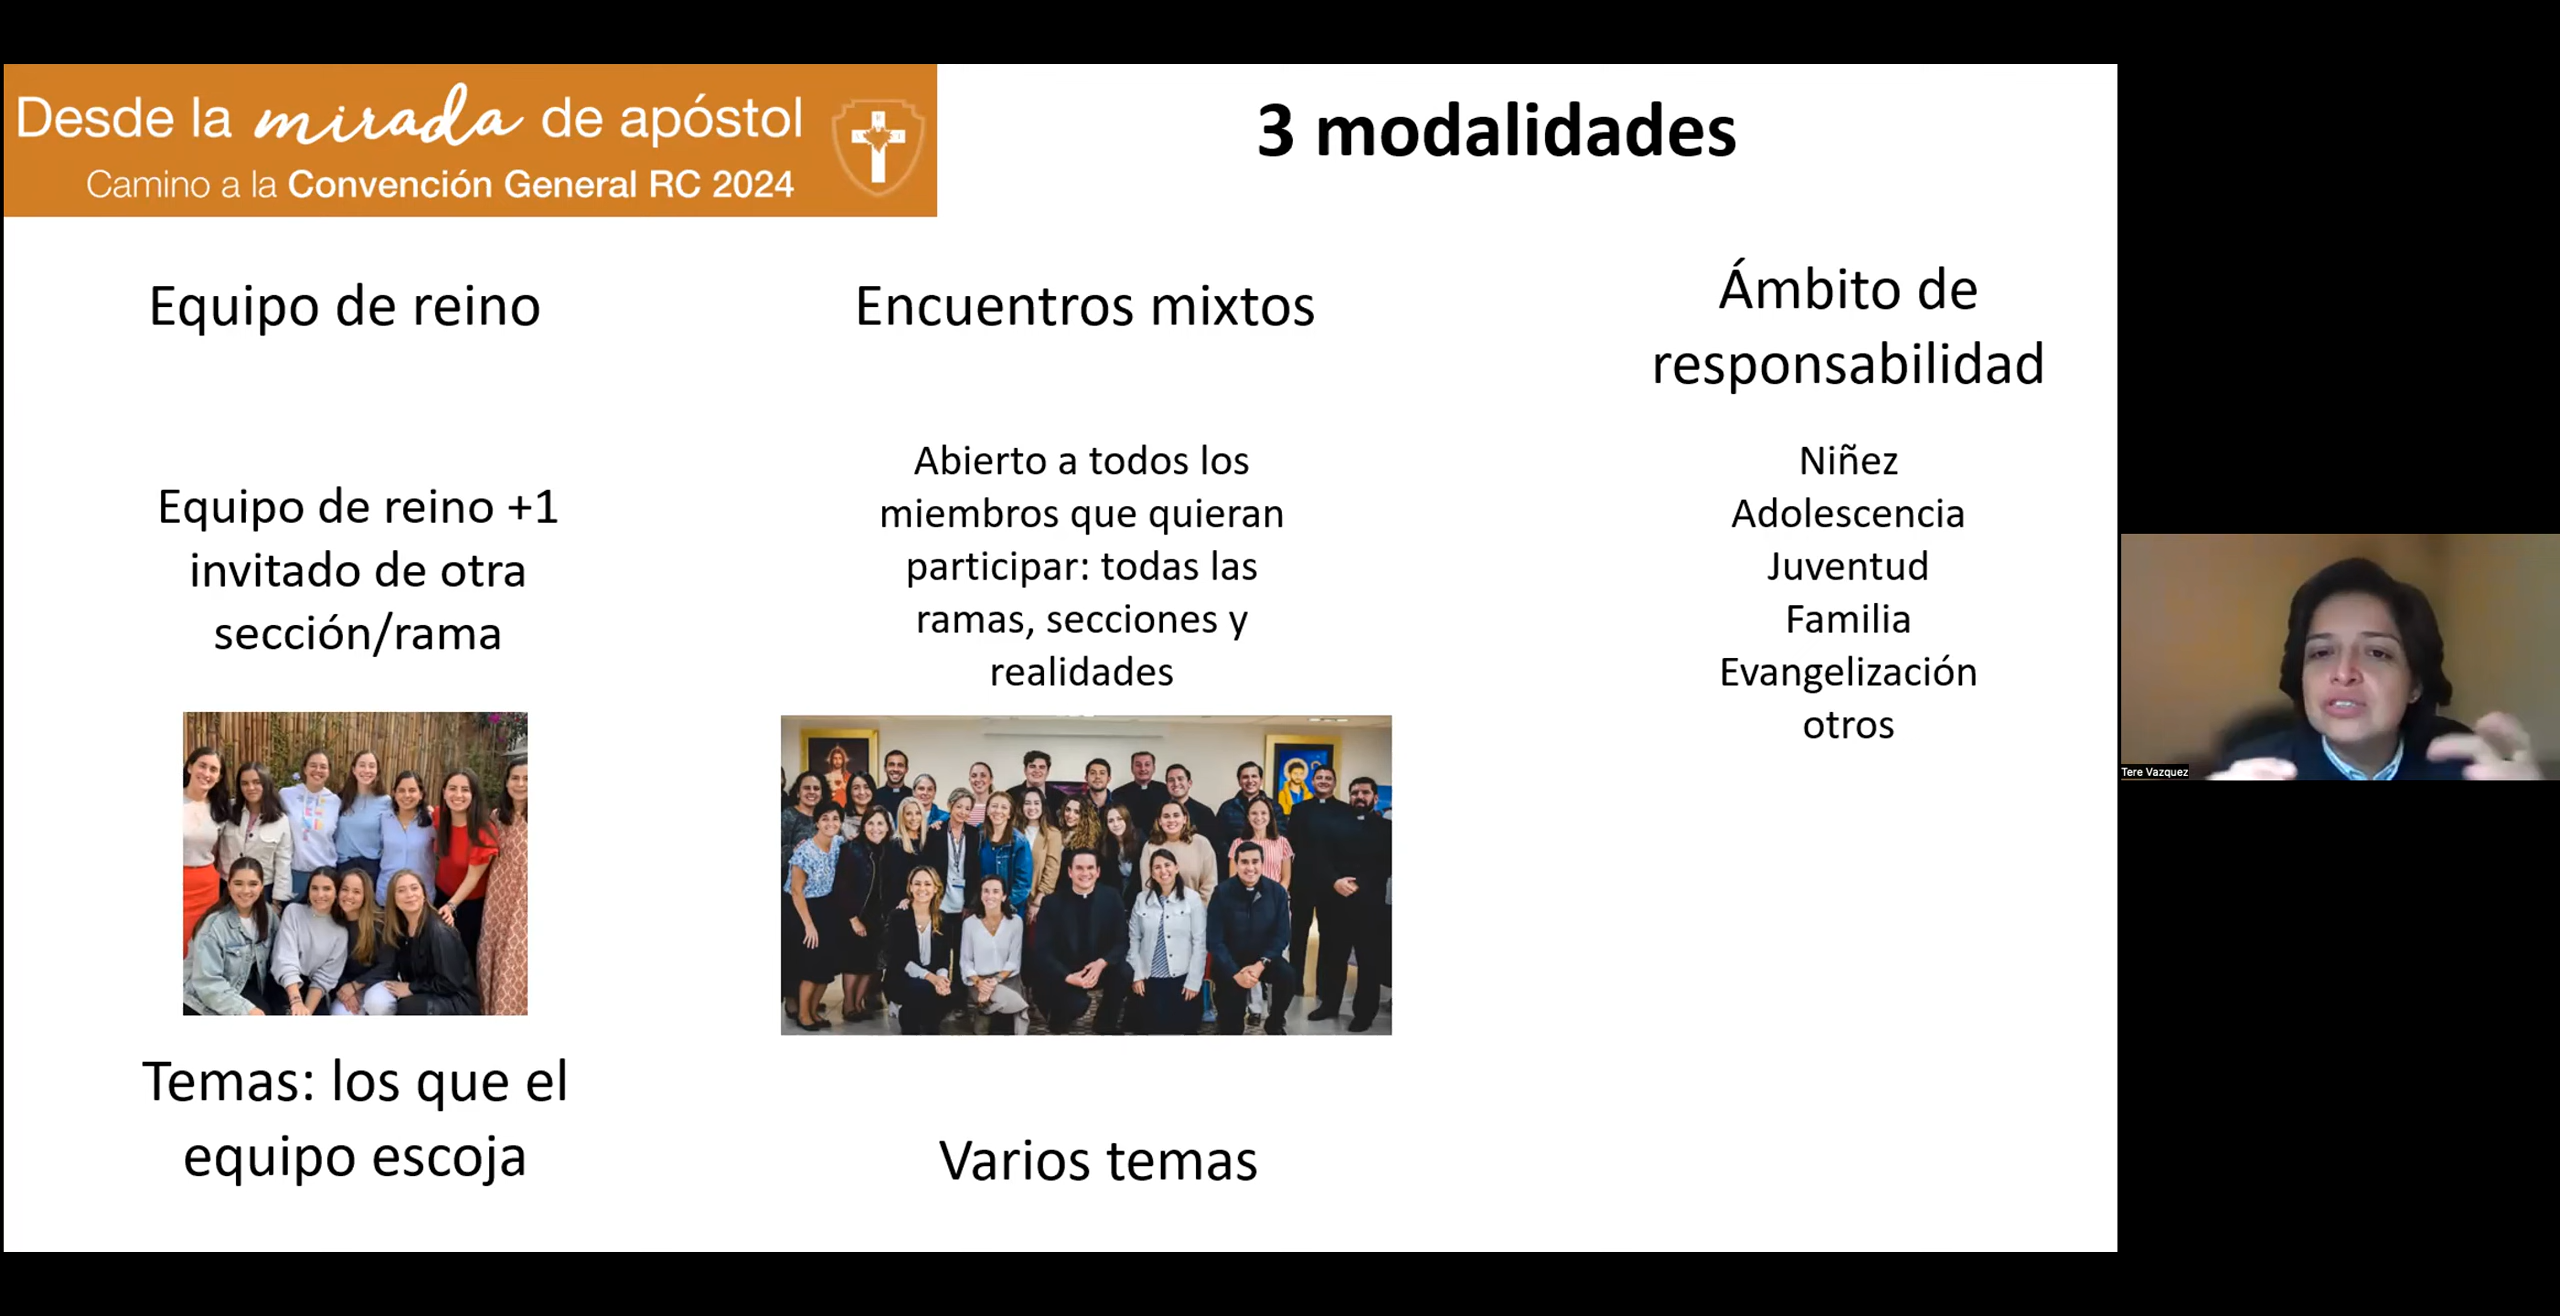 Desde la mirada de apóstol
Camino a la Convención General RC 2024
3 modalidades
Equipo de reino
Equipo de reino +1
invitado de otra
sección/rama
Temas: los que el
equipo escoja
Encuentros mixtos
Abierto a todos los
miembros que quieran
participar: todas las
ramas, secciones y
realidades
Varios temas
Ámbito de
responsabilidad
Niñez
Adolescencia
Juventud
Familia
Evangelización
otros
Tere Vazquez